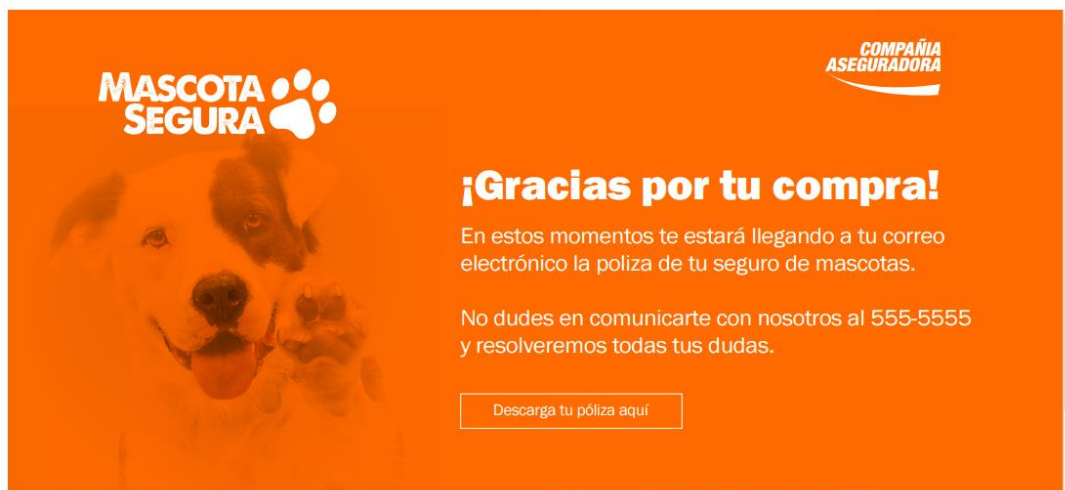 MASCOTA
SEGURA
COMPAÑIA
ASEGURADORA
¡Gracias por tu compra!
En estos momentos te estará llegando a tu correo
electrónico la poliza de tu seguro de mascotas.
No dudes en comunicarte con nosotros al 555-5555
y resolveremos todas tus dudas.
Descarga tu póliza aquí